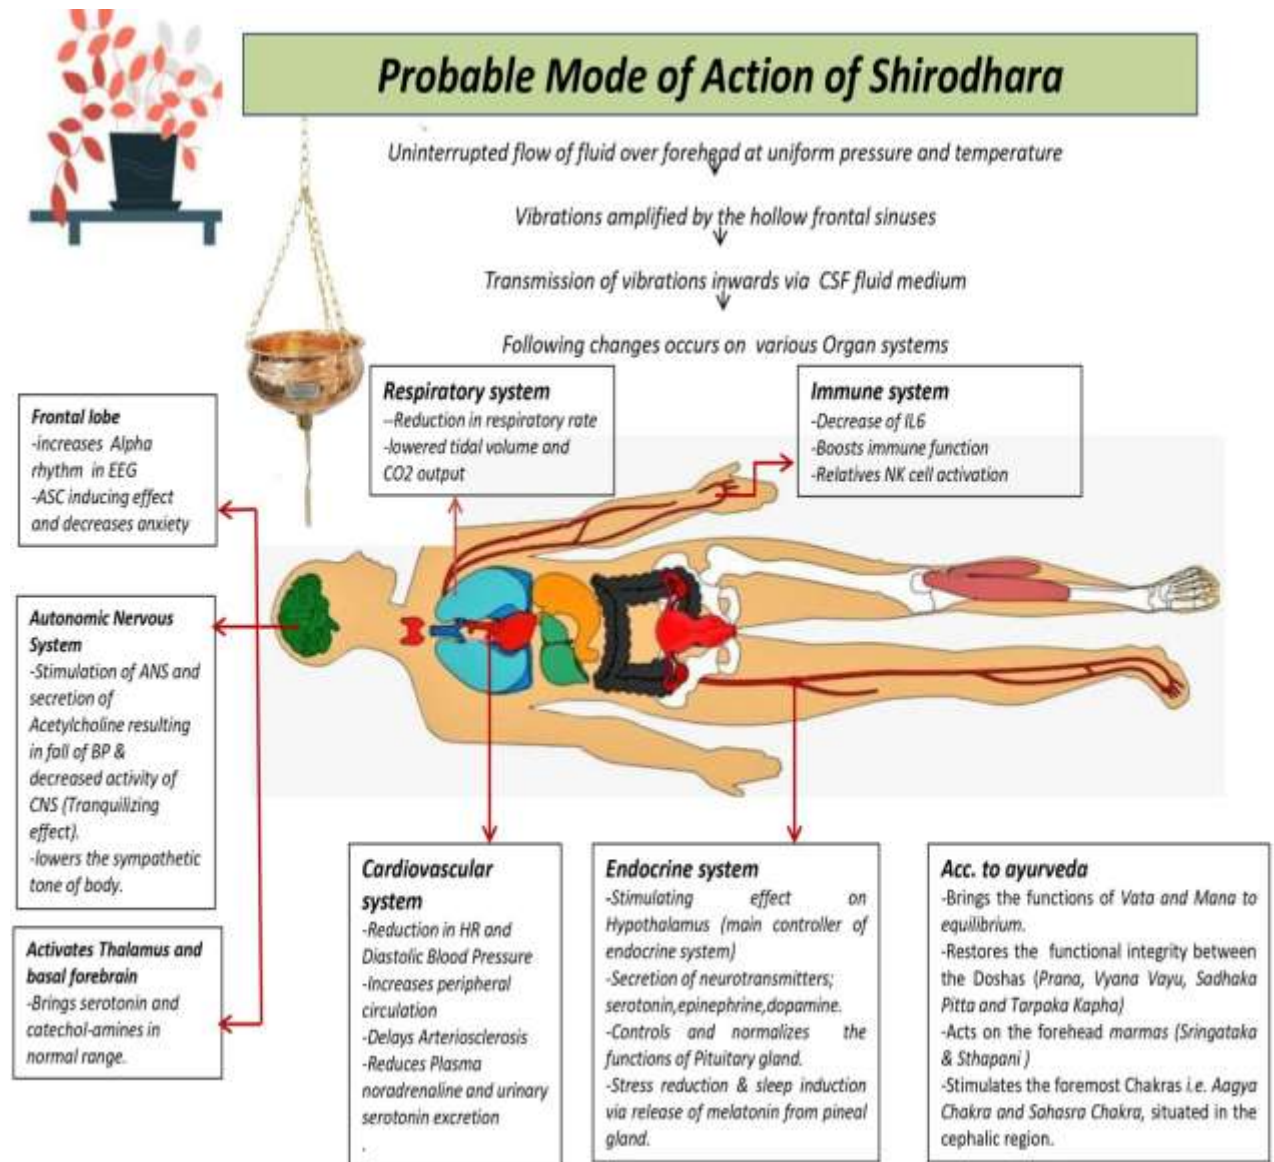 Probable Mode of Action of Shirodhara
Uninterrupted flow of fluid over forehead at uniform pressure and temperature
Vibrations amplified by the hollow frontal sinuses
Transmission of vibrations inwards via CSF fluid medium
Following changes occurs on various Organ systems
Respiratory system
--Reduction in respiratory rate
-lowered tidal volume and
CO2 output
Immune system
-Decrease of IL6
-Boosts immune function
-Relatives NK cell activation
Frontal lobe
-increases Alpha
rhythm in EEG
-ASC inducing effect
and decreases anxiety
Autonomic Nervous
System
-Stimulation of ANS and
secretion of
Acetylcholine resulting
in fall of BP &
decreased activity of
CNS (Tranquilizing
effect).
-lowers the sympathetic
tone of body.
Activates Thalamus and
basal forebrain
-Brings serotonin and
catechol-amines in
normal range.
Cardiovascular
system
-Reduction in HR and
Diastolic Blood Pressure
-Increases peripheral
circulation
-Delays Arteriosclerosis
-Reduces Plasma
noradrenaline and urinary
serotonin excretion
.
Endocrine system
-Stimulating effect on
Hypothalamus (main controller of
endocrine system)
-Secretion of neurotransmitters;
serotonin,epinephrine,dopamine.
-Controls and normalizes the
functions of Pituitary gland.
-Stress reduction & sleep induction
via release of melatonin from pineal
gland.
Acc. to ayurveda
-Brings the functions of Vata and Mana to
equilibrium.
-Restores the functional integrity between
the Doshas (Prana, Vyana Vayu, Sadhaka
Pitta and Tarpaka Kapha)
-Acts on the forehead marmas (Sringataka
& Sthapani )
-Stimulates the foremost Chakras i.e. Aagya
Chakra and Sahasra Chakra, situated in the
cephalic region.